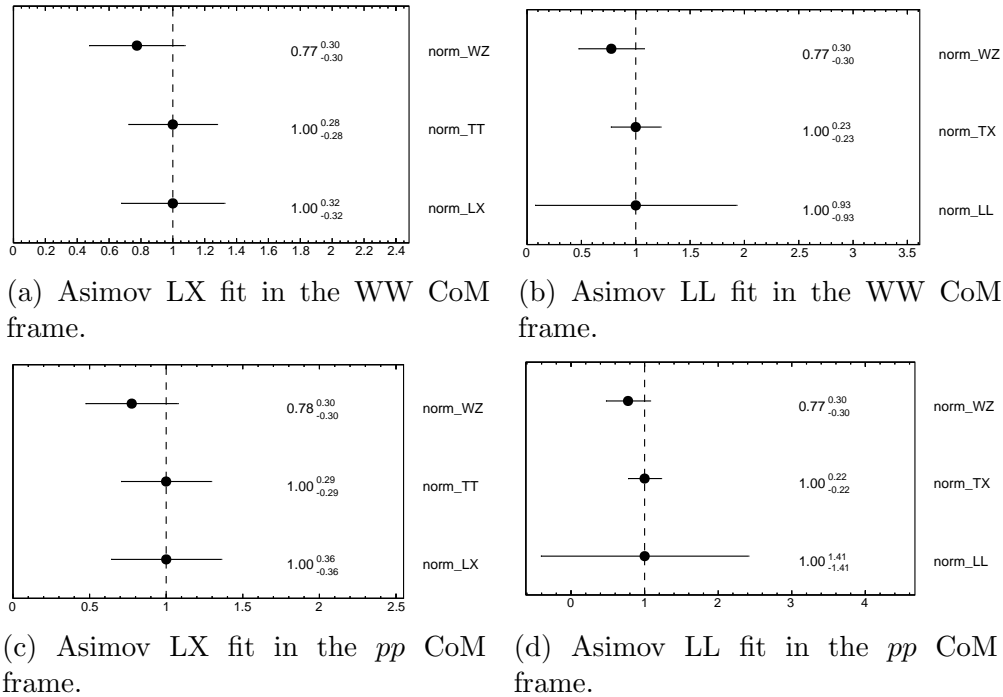 0.77 0.30 -0.30 norm_WZ
1.00 0.28 -0.28 norm_TT
1.00 0.32 -0.32 norm_LX
0 0.2 0.4 0.6 0.8 1 1.2 1.4 1.6 1.8 2 2.2 2.4
(a) Asimov LX fit in the WW CoM
frame.
0.77 0.30 -0.30 norm_WZ
1.00 0.23 -0.23 norm_TX
1.00 0.93 -0.93 norm_LL
0 0.5 1 1.5 2 2.5 3 3.5
(b) Asimov LL fit in the WW CoM
frame.
0.78 0.30 -0.30 norm_WZ
1.00 0.29 -0.29 norm_TT
1.00 0.36 -0.36 norm_LX
0 0.5 1 1.5 2 2.5
(c) Asimov LX fit in the pp CoM
frame.
0.77 0.30 -0.30 norm_WZ
1.00 0.22 -0.22 norm_TX
1.00 1.41 -1.41 norm_LL
0 1 2 3 4
(d) Asimov LL fit in the pp CoM
frame.